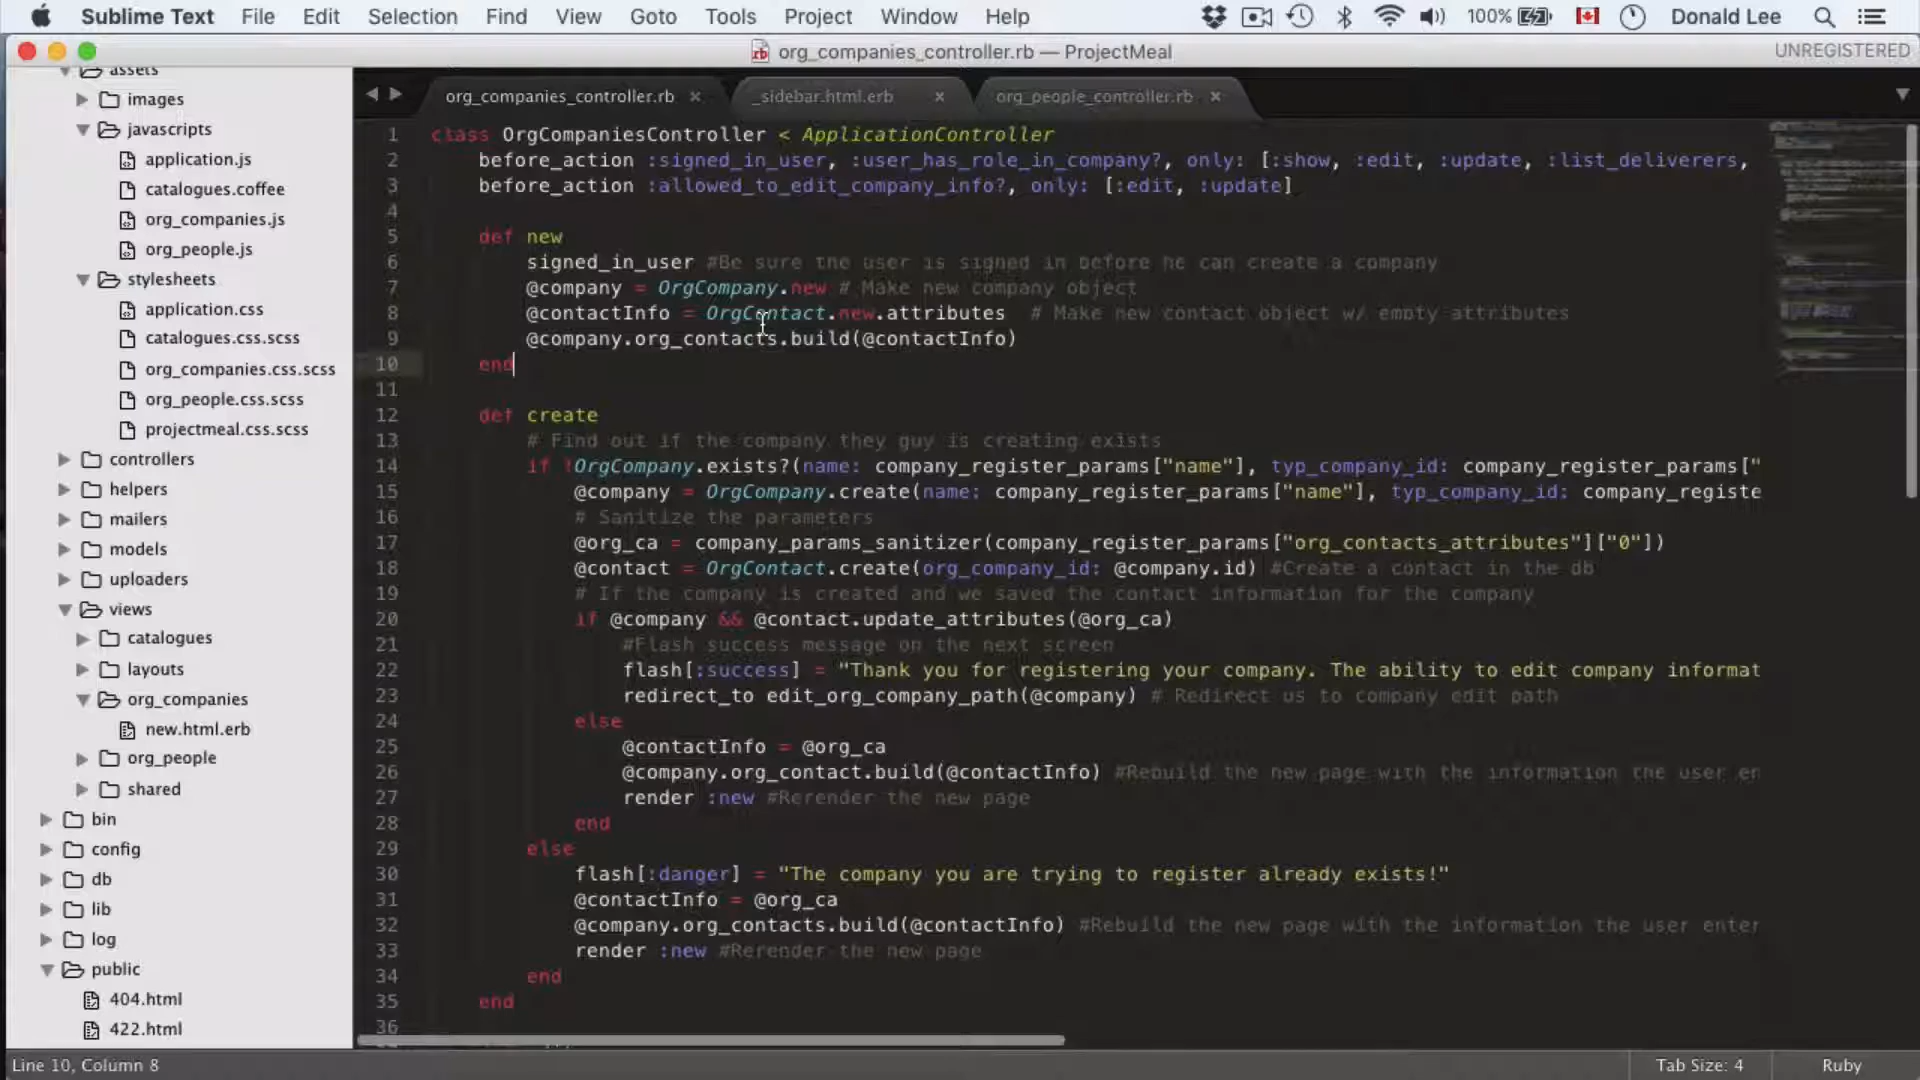 Sublime Text File Edit Selection Find View Goto Tools Project Window Help 100% Donald Lee
org_companies_controller.rb — ProjectMeal UNREGISTERED
assets
images
javascripts
application.js
catalogues.coffee
org_companies.js
org_people.js
stylesheets
application.css
catalogues.css.scss
org_companies.css.scss
org_people.css.scss
projectmeal.css.scss
controllers
helpers
mailers
models
uploaders
views
catalogues
layouts
org_companies
new.html.erb
org_people
shared
bin
config
db
lib
log
public
404.html
422.html
org_companies_controller.rb _sidebar.html.erb org_people_controller.rb
1 class OrgCompaniesController < ApplicationController
2 before_action :signed_in_user, :user_has_role_in_company?, only: [:show, :edit, :update, :list_deliverers,
3 before_action :allowed_to_edit_company_info?, only: [:edit, :update]
4
5 def new
6 signed_in_user #Be sure the user is signed in before he can create a company
7 @company = OrgCompany.new # Make new company object
8 @contactInfo = OrgContact.new.attributes # Make new contact object w/ empty attributes
9 @company.org_contacts.build(@contactInfo)
10 end
11
12 def create
13 # Find out if the company they guy is creating exists
14 if !OrgCompany.exists?(name: company_register_params["name"], typ_company_id: company_register_params["
15 @company = OrgCompany.create(name: company_register_params["name"], typ_company_id: company_registe
16 # Sanitize the parameters
17 @org_ca = company_params_sanitizer(company_register_params["org_contacts_attributes"]["0"])
18 @contact = OrgContact.create(org_company_id: @company.id) #Create a contact in the db
19 # If the company is created and we saved the contact information for the company
20 if @company && @contact.update_attributes(@org_ca)
21 #Flash success message on the next screen
22 flash[:success] = "Thank you for registering your company. The ability to edit company informat
23 redirect_to edit_org_company_path(@company) # Redirect us to company edit path
24 else
25 @contactInfo = @org_ca
26 @company.org_contact.build(@contactInfo) #Rebuild the new page with the information the user en
27 render :new #Rerender the new page
28 end
29 else
30 flash[:danger] = "The company you are trying to register already exists!"
31 @contactInfo = @org_ca
32 @company.org_contacts.build(@contactInfo) #Rebuild the new page with the information the user enter
33 render :new #Rerender the new page
34 end
35 end
36
Line 10, Column 8 Tab Size: 4 Ruby